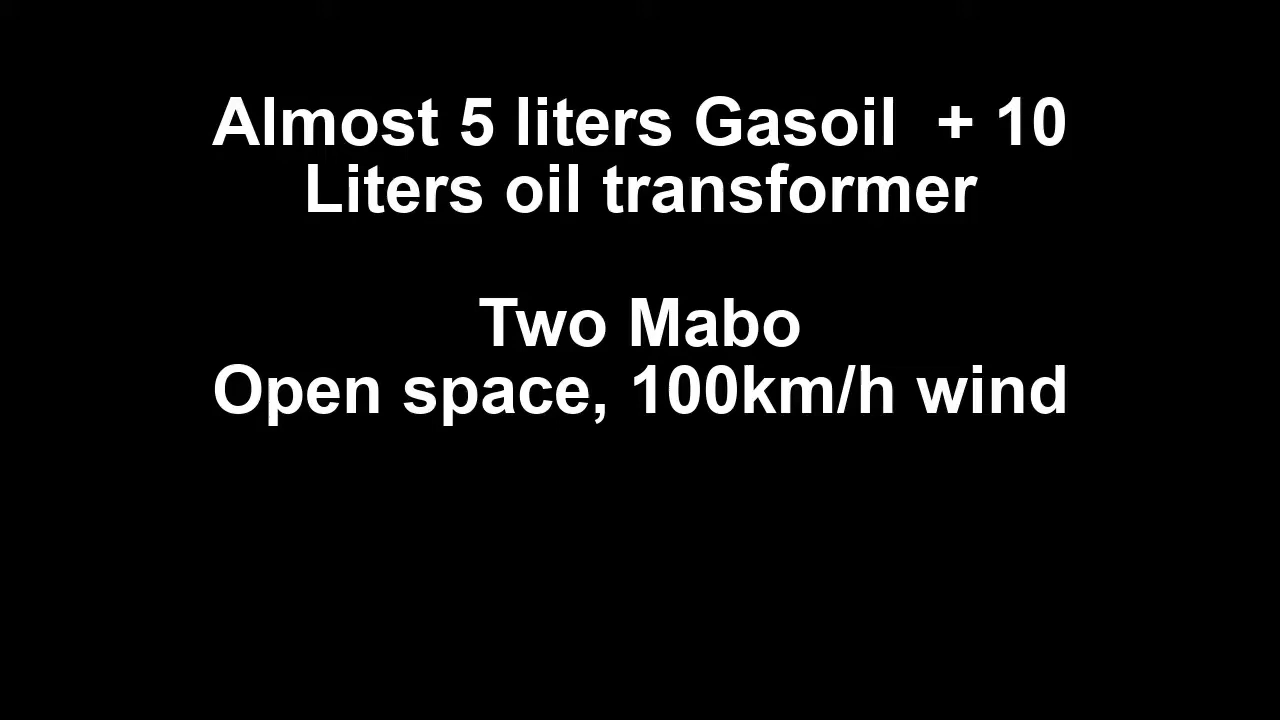 Almost 5 liters Gasoil + 10
Liters oil transformer
Two Mabo
Open space, 100km/h wind